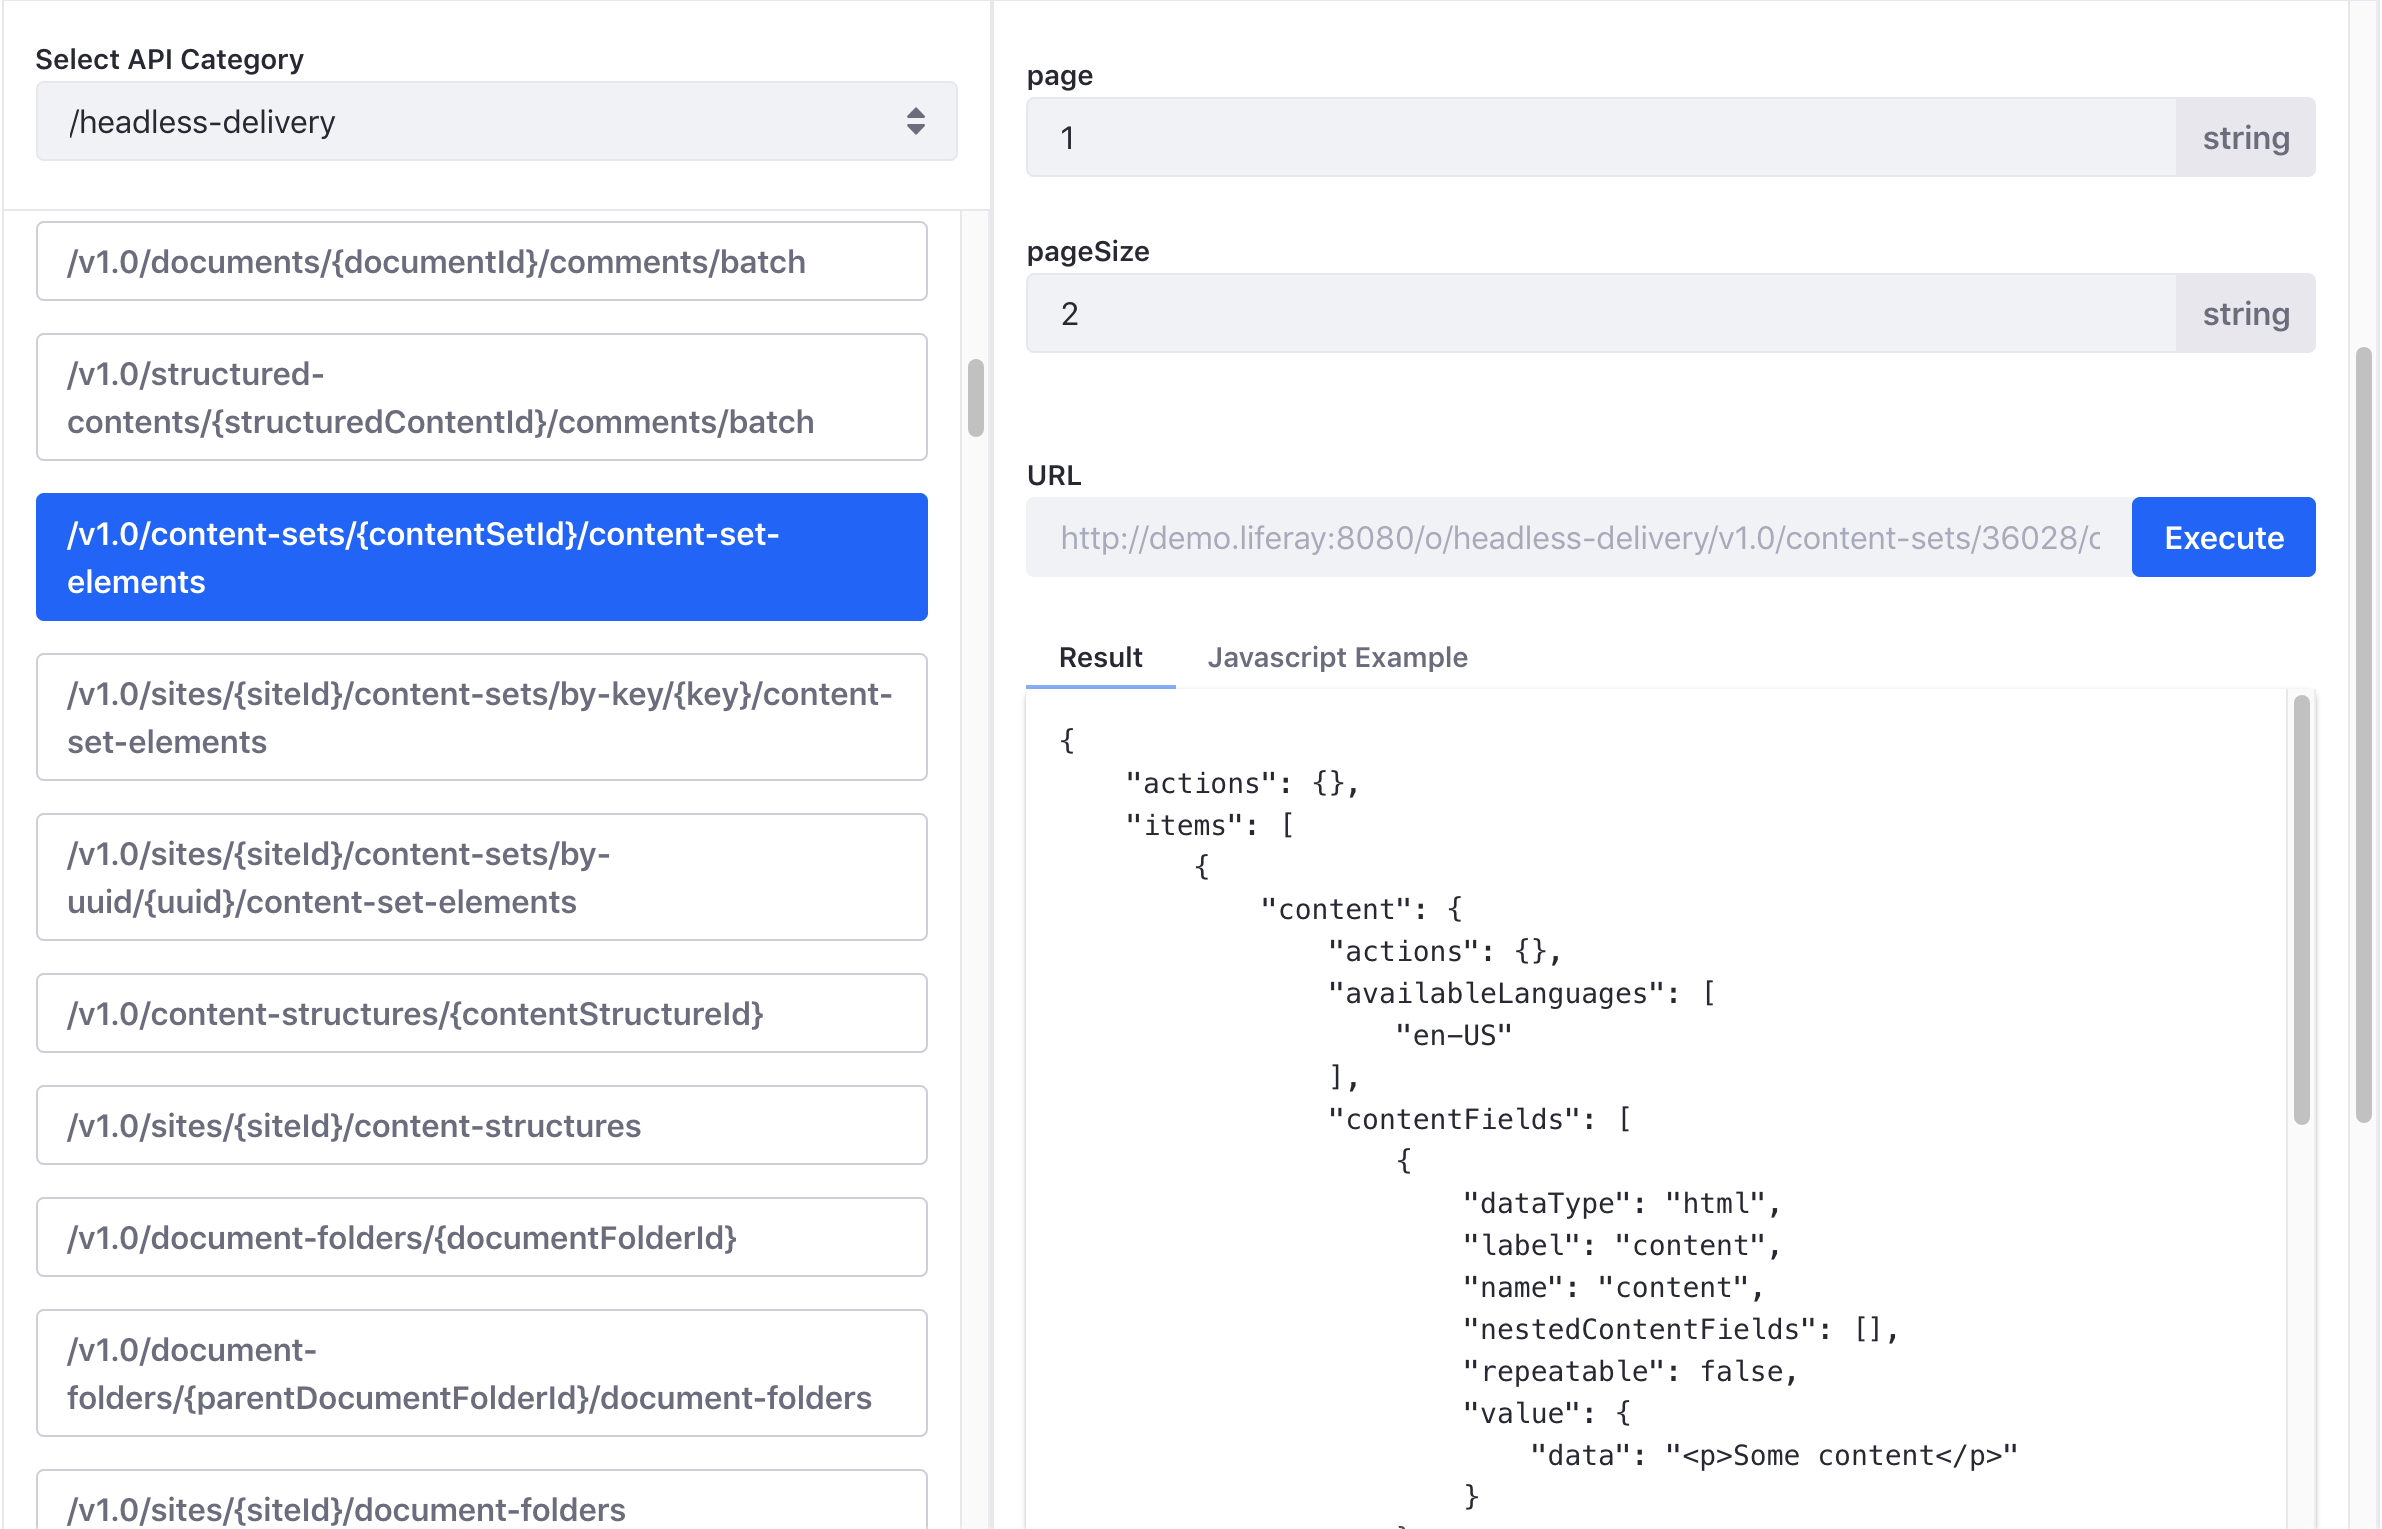 Select API Category
/headless-delivery
/v1.0/documents/{documentId}/comments/batch
/v1.0/structured-
contents/{structuredContentId}/comments/batch
/v1.0/content-sets/{contentSetId}/content-set-
elements
/v1.0/sites/{siteId}/content-sets/by-key/{key}/content-
set-elements
/v1.0/sites/{siteId}/content-sets/by-
uuid/{uuid}/content-set-elements
/v1.0/content-structures/{contentStructureId}
/v1.0/sites/{siteId}/content-structures
/v1.0/document-folders/{documentFolderId}
/v1.0/document-
folders/{parentDocumentFolderId}/document-folders
/v1.0/sites/{siteId}/document-folders
page
1 string
pageSize
2 string
URL
http://demo.liferay:8080/o/headless-delivery/v1.0/content-sets/36028/c Execute
Result Javascript Example
{
    "actions": {},
    "items": [
        {
            "content": {
                "actions": {},
                "availableLanguages": [
                    "en-US"
                ],
                "contentFields": [
                    {
                        "dataType": "html",
                        "label": "content",
                        "name": "content",
                        "nestedContentFields": [],
                        "repeatable": false,
                        "value": {
                            "data": "<p>Some content</p>"
                        }
                    }